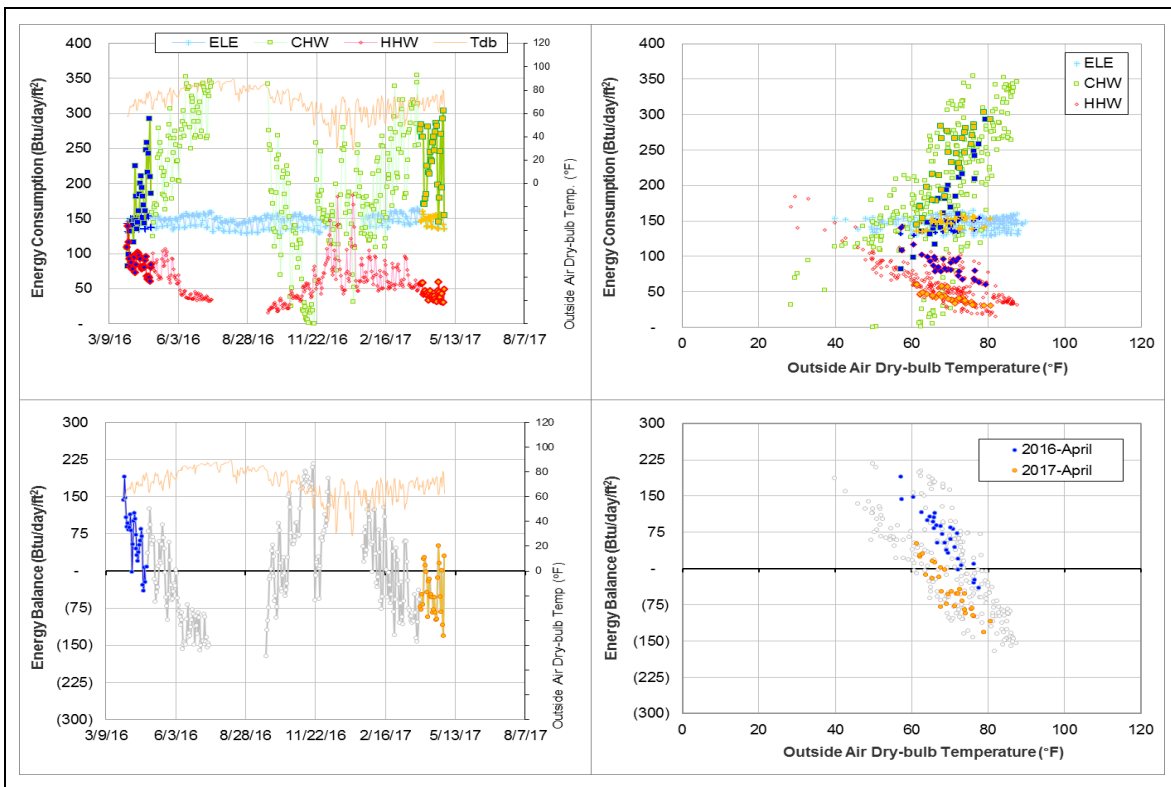 ELE CHW HHW Tdb
Energy Consumption (Btu/day/ft²)
400
350
300
250
200
150
100
50
-
120
100
80
60
40
20
0
Outside Air Dry-bulb Temp. (°F)
3/9/16 6/3/16 8/28/16 11/22/16 2/16/17 5/13/17 8/7/17
Energy Consumption (Btu/day/ft²)
400
350
300
250
200
150
100
50
-
ELE
CHW
HHW
0 20 40 60 80 100 120
Outside Air Dry-bulb Temperature (°F)
Energy Balance (Btu/day/ft²)
300
225
150
75
-
(75)
(150)
(225)
(300)
120
100
80
60
40
20
0
Outside Air Dry-bulb Temp (°F)
3/9/16 6/3/16 8/28/16 11/22/16 2/16/17 5/13/17 8/7/17
Energy Balance (Btu/day/ft²)
300
225
150
75
-
(75)
(150)
(225)
(300)
2016-April
2017-April
0 20 40 60 80 100 120
Outside Air Dry-bulb Temperature (°F)